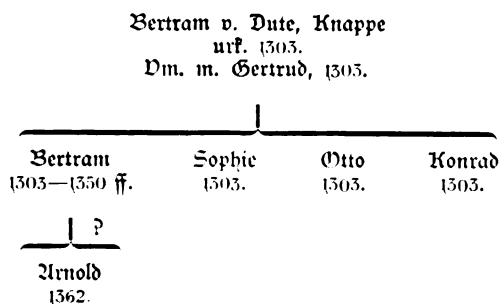 Bertram v. Dute, Knappe
urk. 1303.
Vm. m. Gertrud, 1303.
Bertram Sophie Otto Konrad
1303—1350 ff. 1303. 1303. 1303.
?
Arnold
1362.